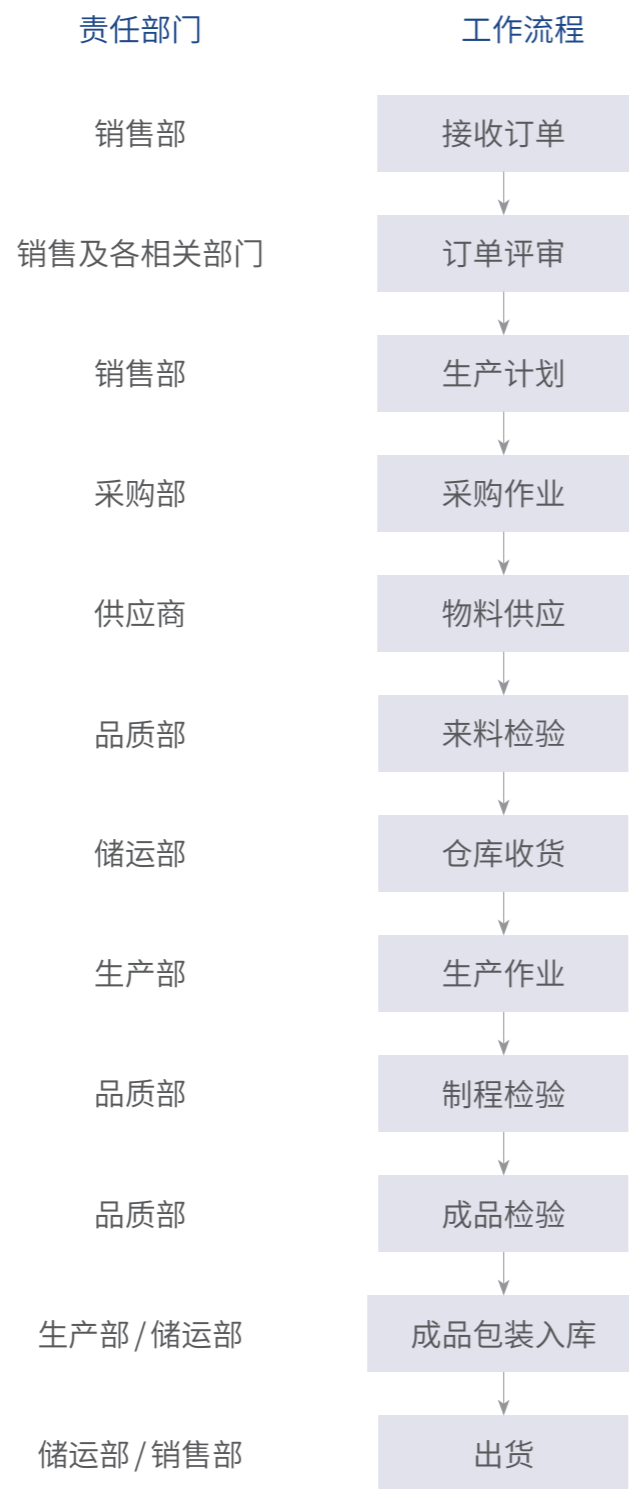 责任部门 工作流程
销售部 接收订单
销售及各相关部门 订单评审
销售部 生产计划
采购部 采购作业
供应商 物料供应
品质部 来料检验
储运部 仓库收货
生产部 生产作业
品质部 制程检验
品质部 成品检验
生产部/储运部 成品包装入库
储运部/销售部 出货